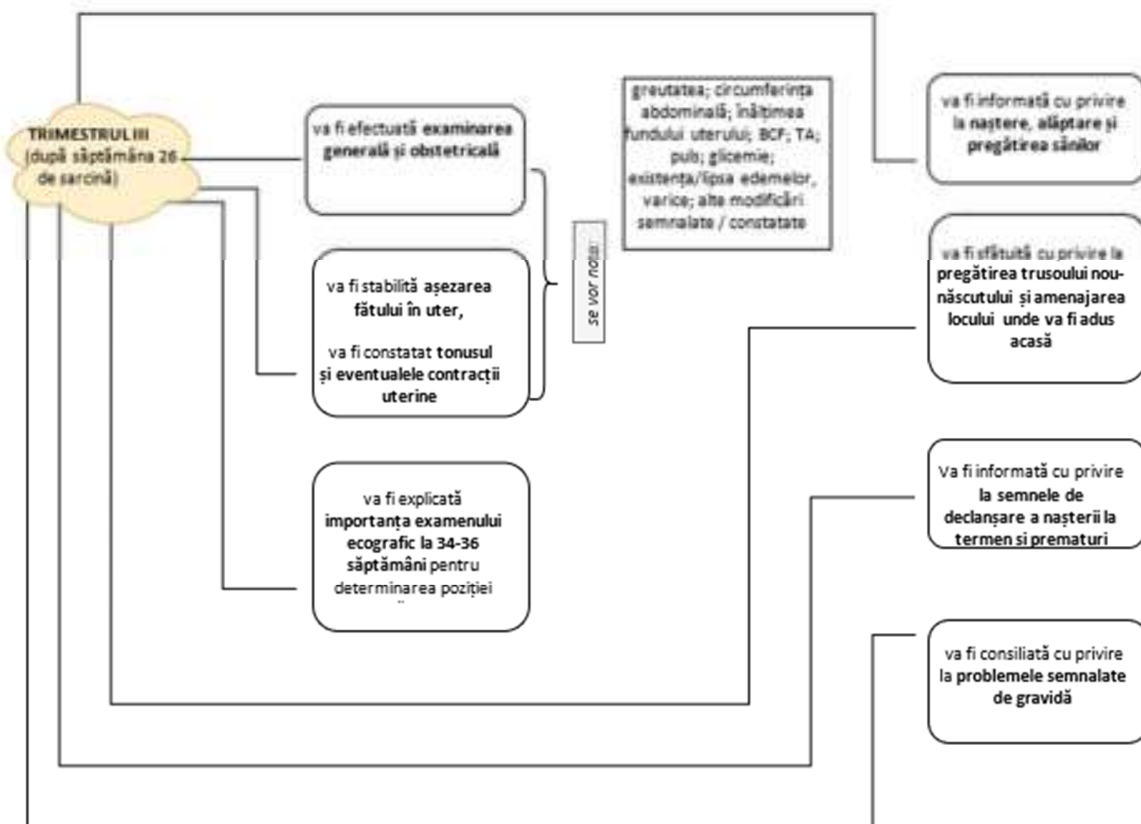 TRIMESTRUL III
(după săptămâna 26
de sarcină)
va fi efectuată examinarea
generală și obstetricală
va fi stabilită așezarea
fătului în uter,
va fi constatat tonusul
și eventualele contracții
uterine
va fi explicată
importanța examenului
ecografic la 34-36
săptămâni pentru
determinarea poziției
se vor nota:
greutatea; circumferința
abdominală; înălțimea
fundului uterului; BCF; TA;
puls; glicemie;
existența/lipsa edemelor,
varice; alte modificări
semnalate / constatate
va fi informată cu privire
la naștere, alăptare și
pregătirea sânilor
va fi sfătuită cu privire la
pregătirea trusoului nou-
născutului și amenajarea
locului unde va fi adus
acasă
Va fi informată cu privire
la semnele de
declanșare a nașterii la
termen si prematuri
va fi consiliată cu privire
la problemele semnalate
de gravidă